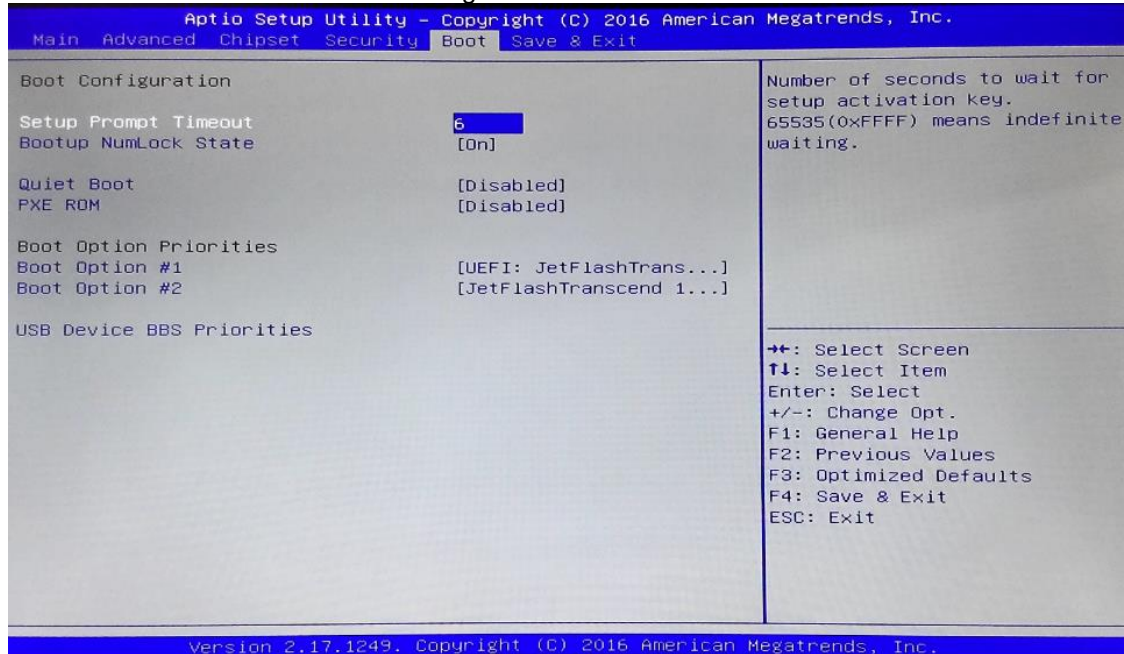 Aptio Setup Utility – Copyright (C) 2016 American Megatrends, Inc.
Main Advanced Chipset Security Boot Save & Exit
Boot Configuration
Setup Prompt Timeout 6
Bootup NumLock State [On]
Quiet Boot [Disabled]
PXE ROM [Disabled]
Boot Option Priorities
Boot Option #1 [UEFI: JetFlashTrans...]
Boot Option #2 [JetFlashTranscend 1...]
USB Device BBS Priorities
Number of seconds to wait for
setup activation key.
65535(0xFFFF) means indefinite
waiting.
→←: Select Screen
↑↓: Select Item
Enter: Select
+/-: Change Opt.
F1: General Help
F2: Previous Values
F3: Optimized Defaults
F4: Save & Exit
ESC: Exit
Version 2.17.1249. Copyright (C) 2016 American Megatrends, Inc.